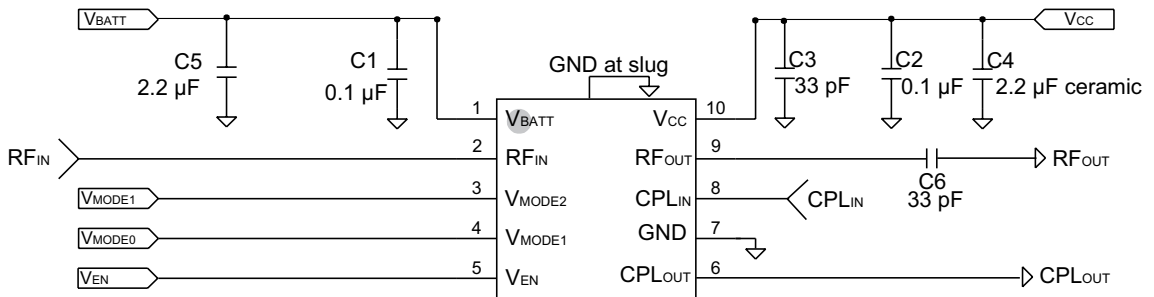 VBATT
VCC
C5
2.2 µF
C1
0.1 µF
GND at slug
C3
33 pF
C2
0.1 µF
C4
2.2 µF ceramic
1 VBATT
VCC 10
RFIN
2 RFIN
RFOUT 9
C6
33 pF
RFOUT
VMODE1
3 VMODE2
CPLIN 8
CPLIN
VMODE0
4 VMODE1
GND 7
VEN
5 VEN
CPLOUT 6
CPLOUT